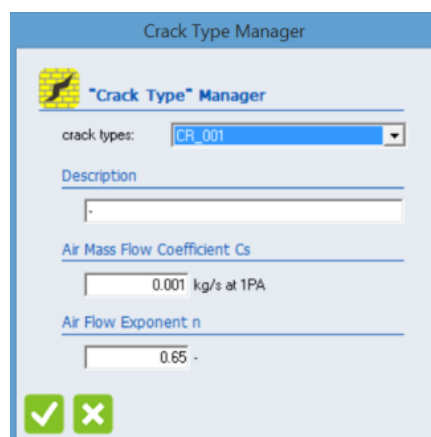 Crack Type Manager
"Crack Type" Manager
crack types: CR_001
Description
-
Air Mass Flow Coefficient Cs
0.001 kg/s at 1PA
Air Flow Exponent n
0.65 -